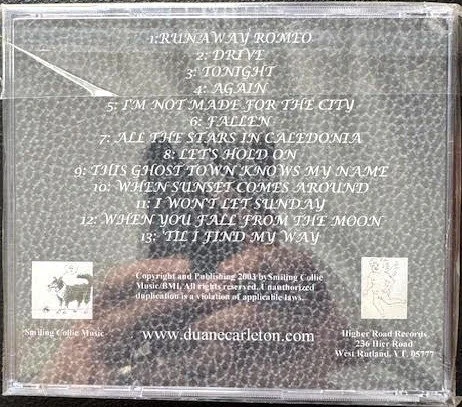 1: RUNAWAY ROMEO
2: DRIVE
3: TONIGHT
4: AGAIN
5: I'M NOT MADE FOR THE CITY
6: FALLEN
7: ALL THE STARS IN CALEDONIA
8: LET'S HOLD ON
9: THIS GHOST TOWN KNOWS MY NAME
10: WHEN SUNSET COMES AROUND
11: I WON'T LET SUNDAY
12: WHEN YOU FALL FROM THE MOON
13: 'TIL I FIND MY WAY
Copyright and Publishing 2003 by Smiling Collie
Music/BMI. All rights reserved. Unauthorized
duplication is a violation of applicable laws.
Smiling Collie Music
www.duanecarleton.com
Higher Road Records
236 Hier Road
West Rutland, VT. 05777